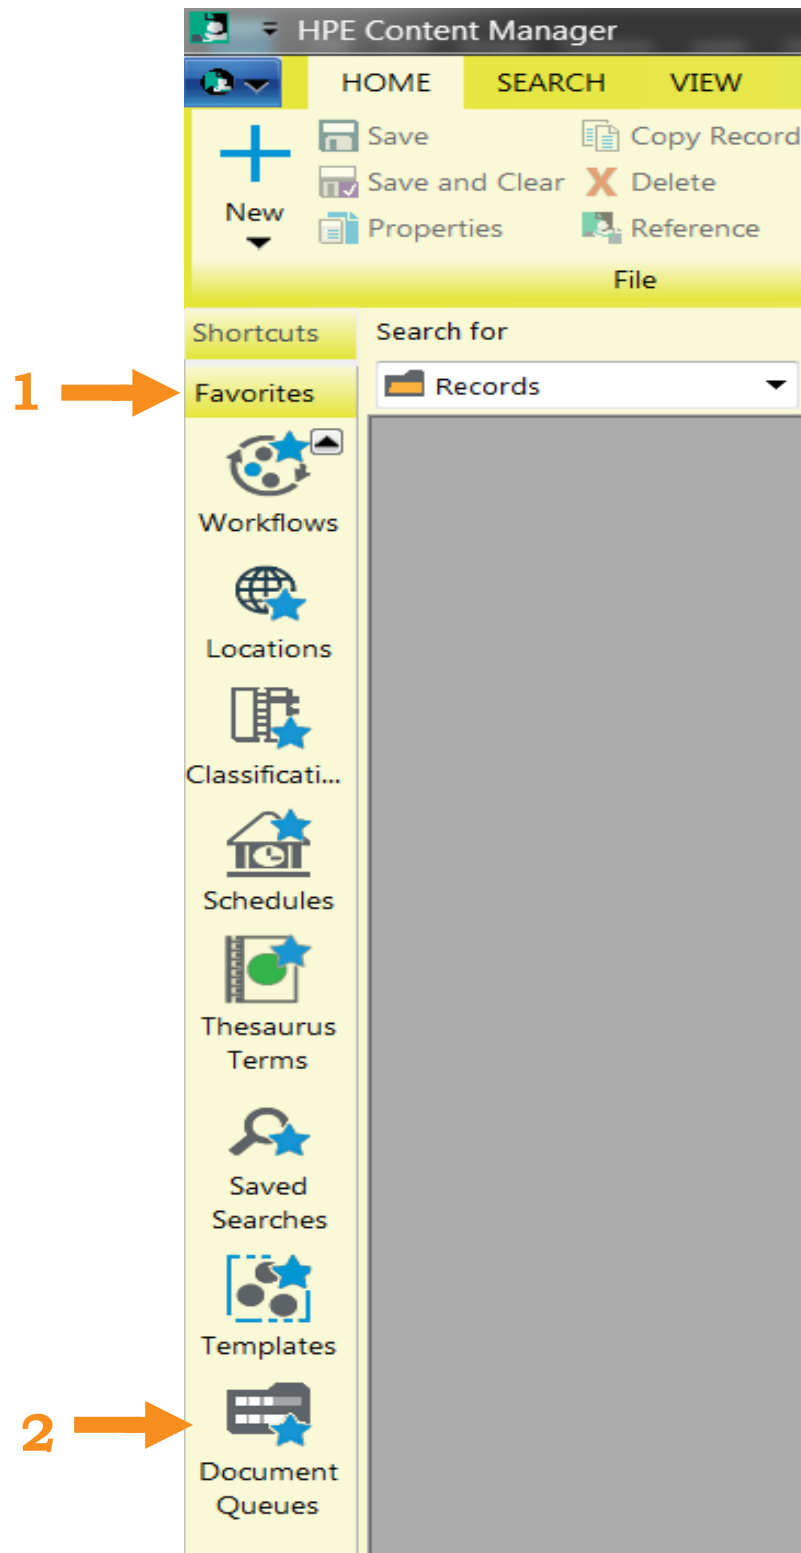 HPE Content Manager
HOME SEARCH VIEW
New
Save
Save and Clear
Properties
Copy Record
Delete
Reference
File
Shortcuts
Search for
1
Favorites
Records
Workflows
Locations
Classificati...
Schedules
Thesaurus
Terms
Saved
Searches
Templates
2
Document
Queues